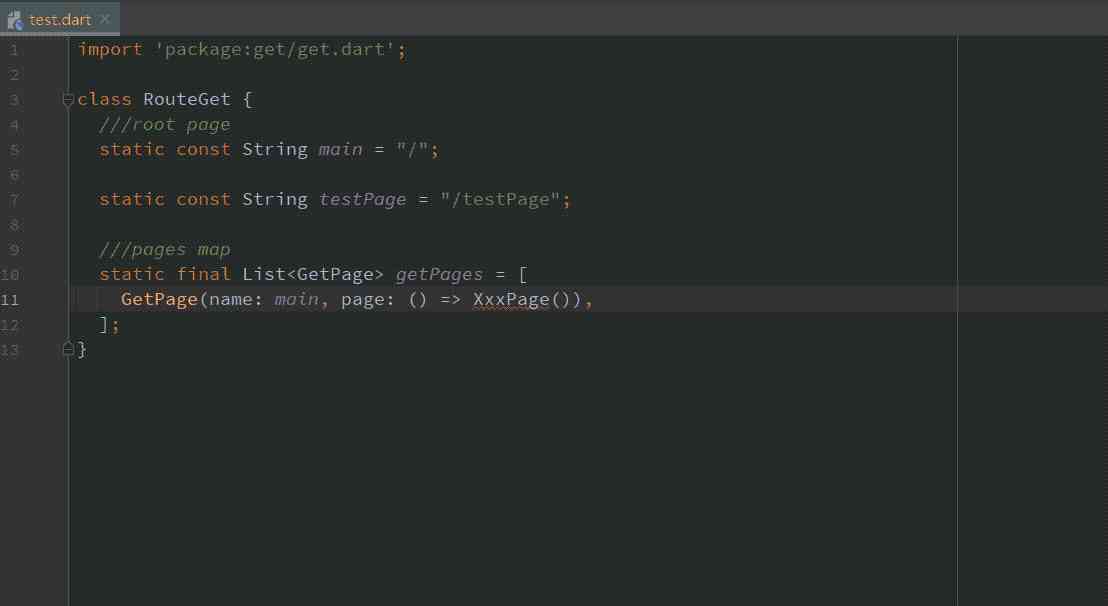 test.dart
1 import 'package:get/get.dart';
2
3 class RouteGet {
4 ///root page
5 static const String main = "/";
6
7 static const String testPage = "/testPage";
8
9 ///pages map
10 static final List<GetPage> getPages = [
11 GetPage(name: main, page: () => XxxPage()),
12 ];
13 }